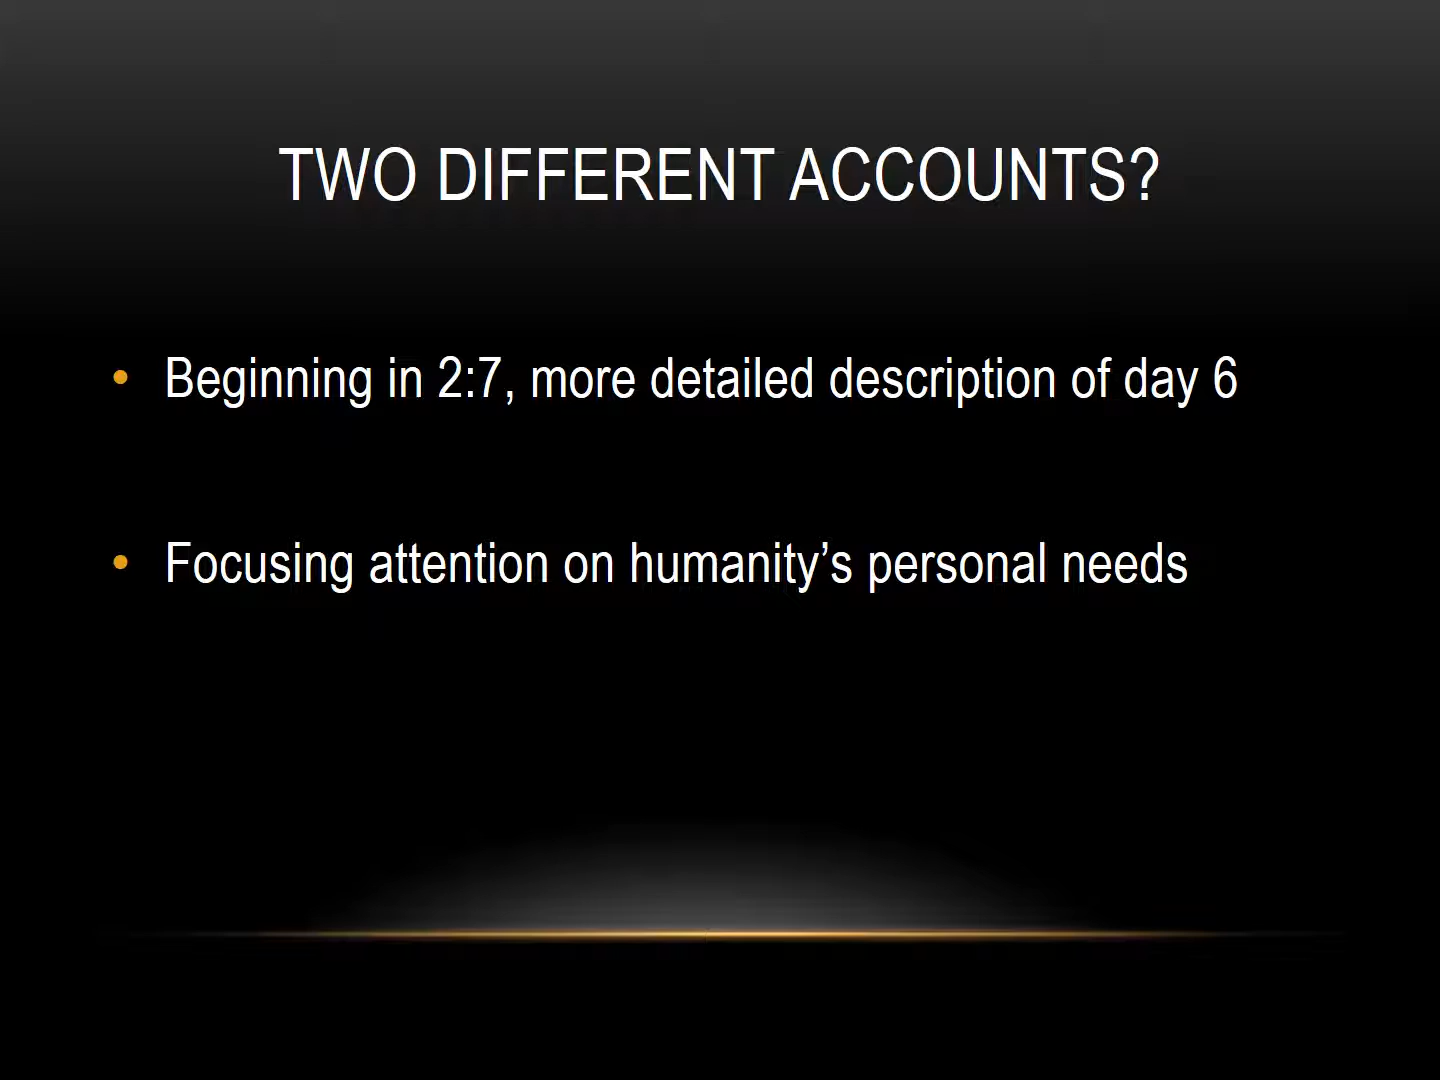 TWO DIFFERENT ACCOUNTS?
• Beginning in 2:7, more detailed description of day 6
• Focusing attention on humanity’s personal needs